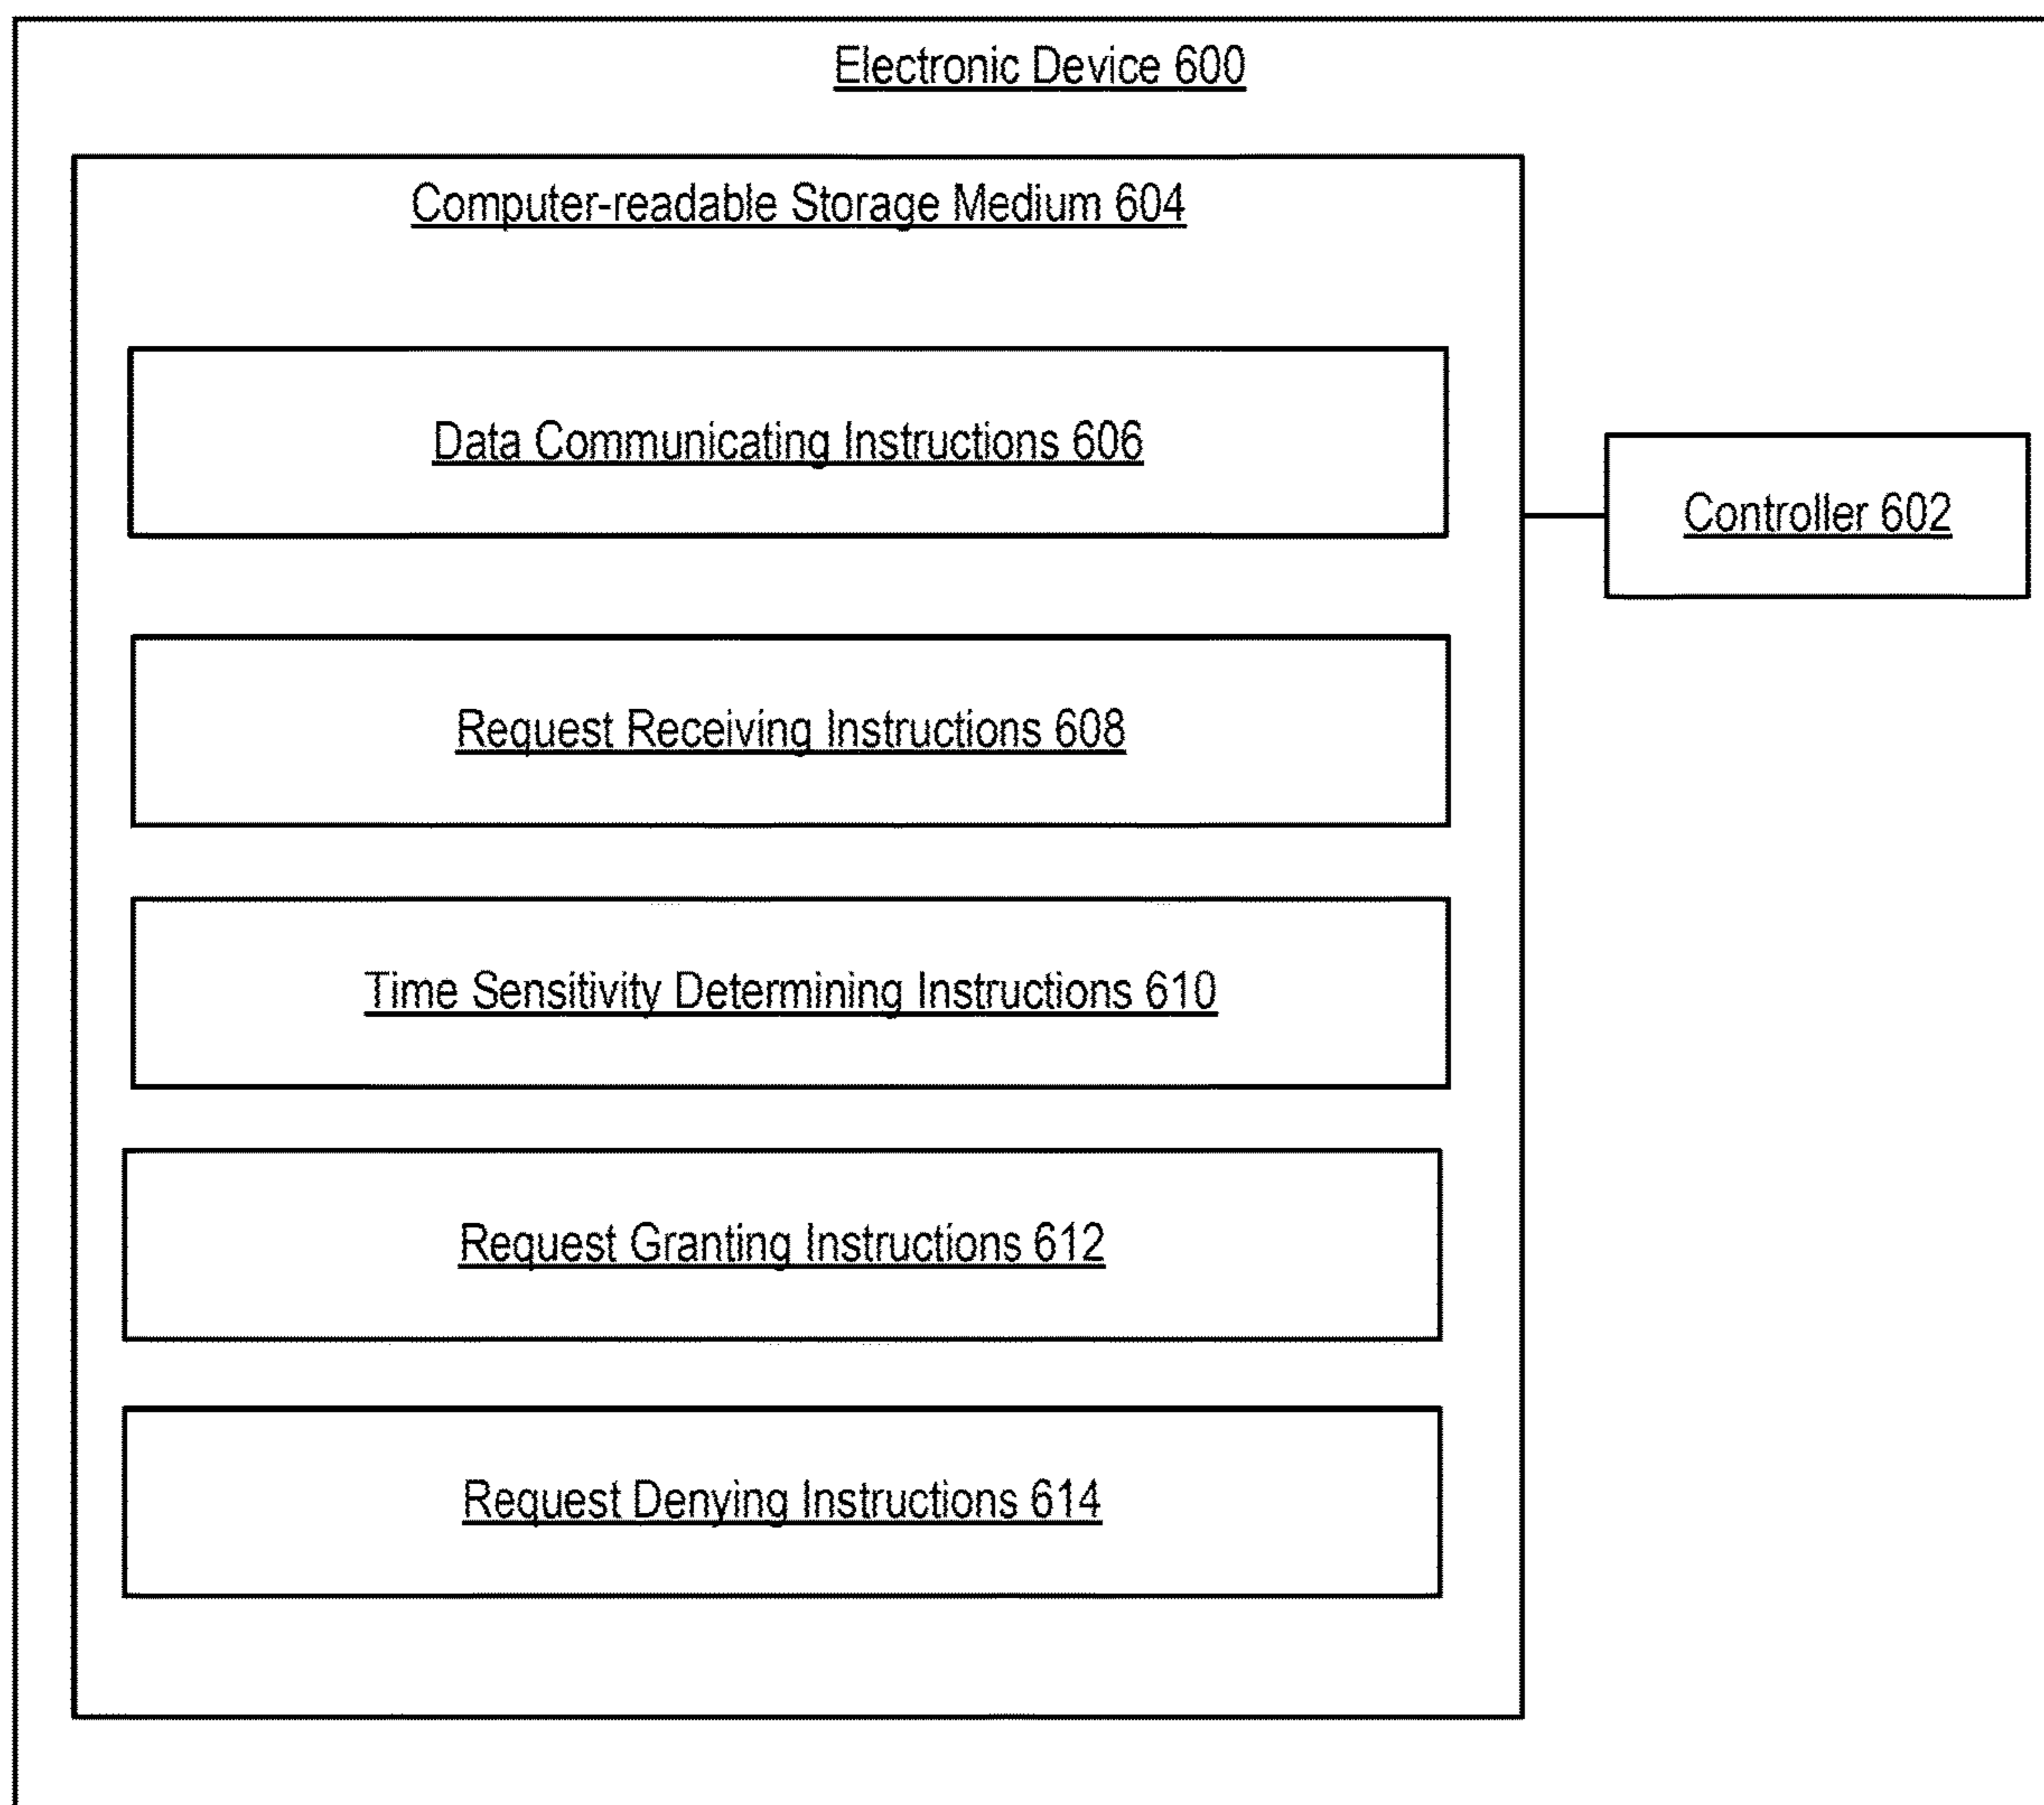 Electronic Device 600
Computer-readable Storage Medium 604
Data Communicating Instructions 606
Controller 602
Request Receiving Instructions 608
Time Sensitivity Determining Instructions 610
Request Granting Instructions 612
Request Denying Instructions 614